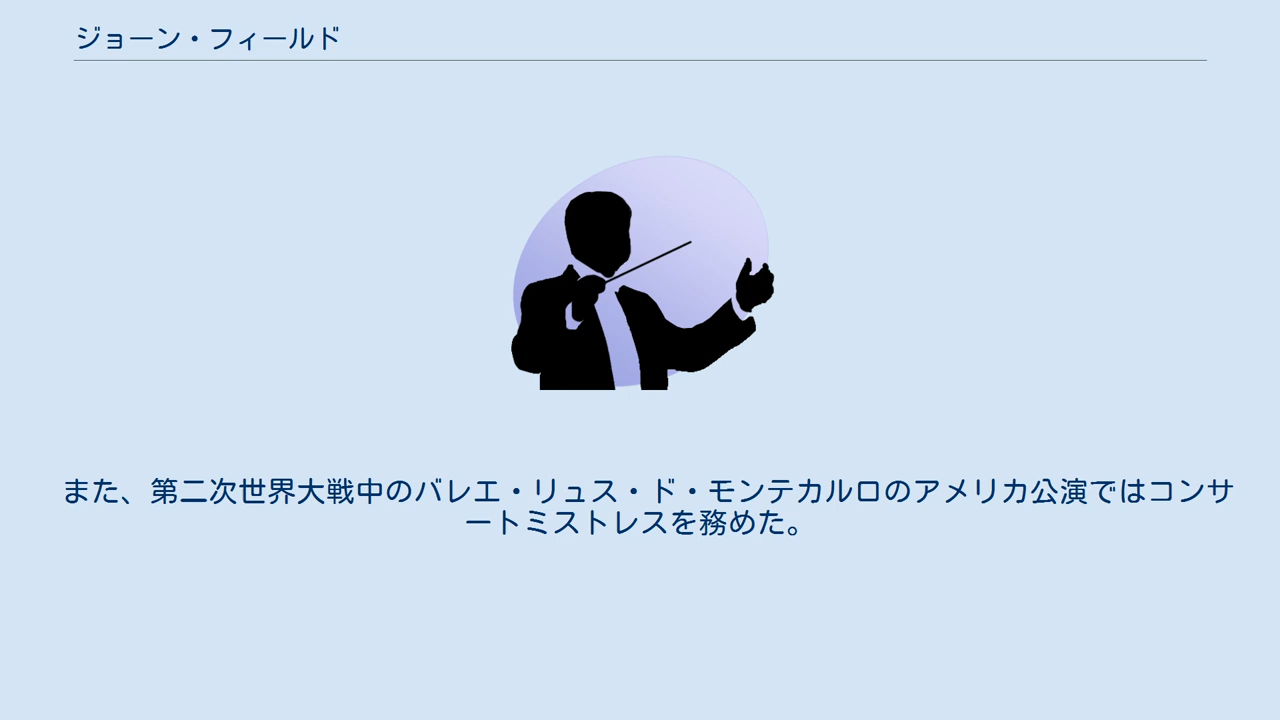 ジョーン・フィールド
また、第二次世界大戦中のバレエ・リュス・ド・モンテカルロのアメリカ公演ではコンサ
ートミストレスを務めた。